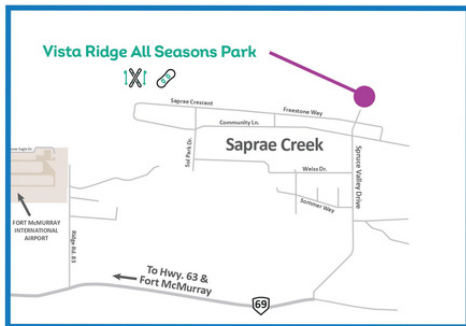 Vista Ridge All Seasons Park
Saprae Crescent
Freestone Way
Community Ln.
Saprae Creek
Sol Park Dr.
Weiss Dr.
Spruce Valley Drive
Sommer Way
FORT McMURRAY
INTERNATIONAL
AIRPORT
Ridge Rd. 83
To Hwy. 63 &
Fort McMurray
69